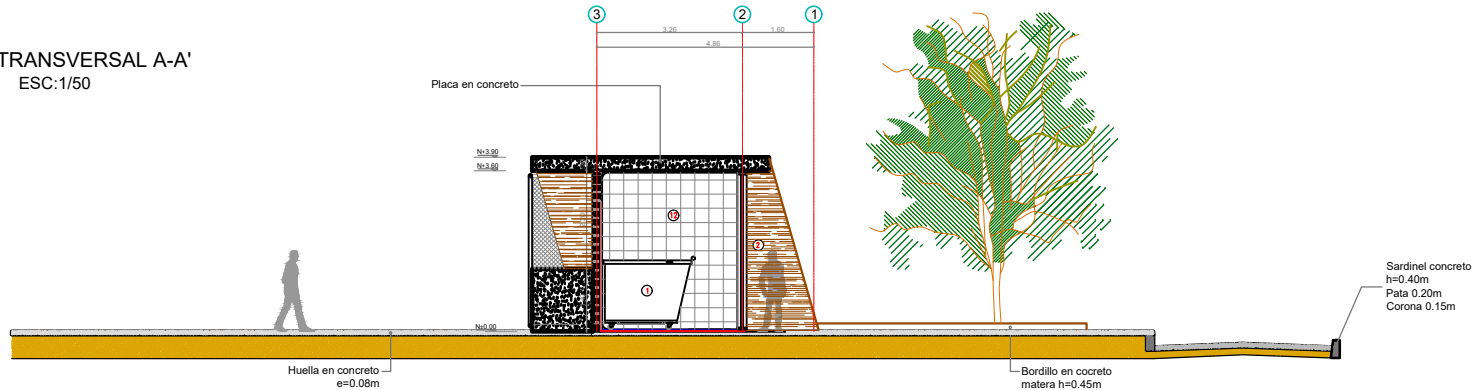 TRANSVERSAL A-A'
ESC:1/50
3
2
1
3.26
1.60
4.86
Placa en concreto
N+3.90
N+3.60
12
2
1
N±0.00
Huella en concreto
e=0.08m
Bordillo en cocreto
matera h=0.45m
Sardinel concreto
h=0.40m
Pata 0.20m
Corona 0.15m